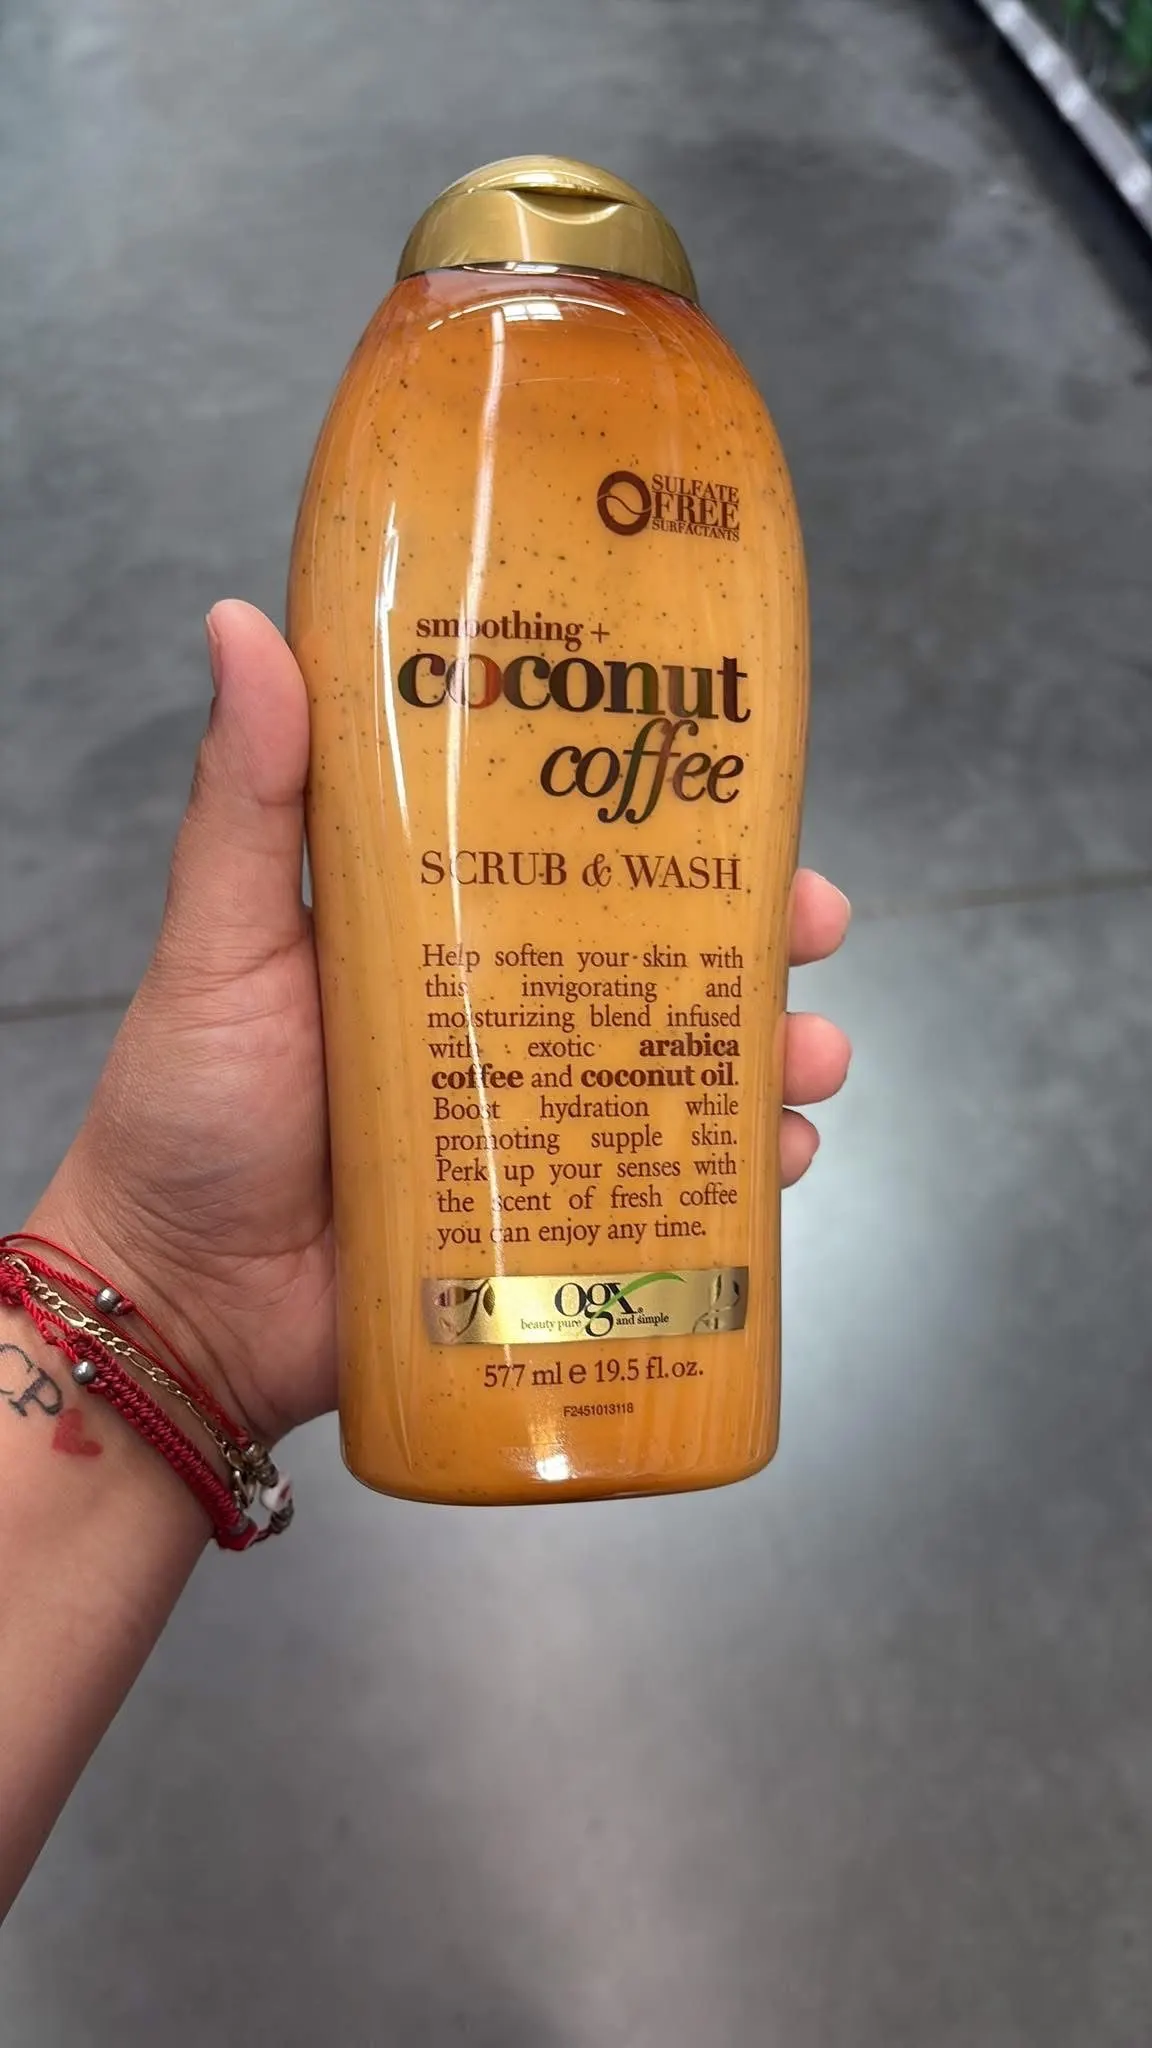 SULFATE
FREE
SURFACTANTS
smoothing +
coconut
coffee
SCRUB & WASH
Help soften your skin with
this invigorating and
moisturizing blend infused
with exotic arabica
coffee and coconut oil.
Boost hydration while
promoting supple skin.
Perk up your senses with
the scent of fresh coffee
you can enjoy any time.
ogx®
beauty pure and simple
577 ml e 19.5 fl.oz.
F2451013118